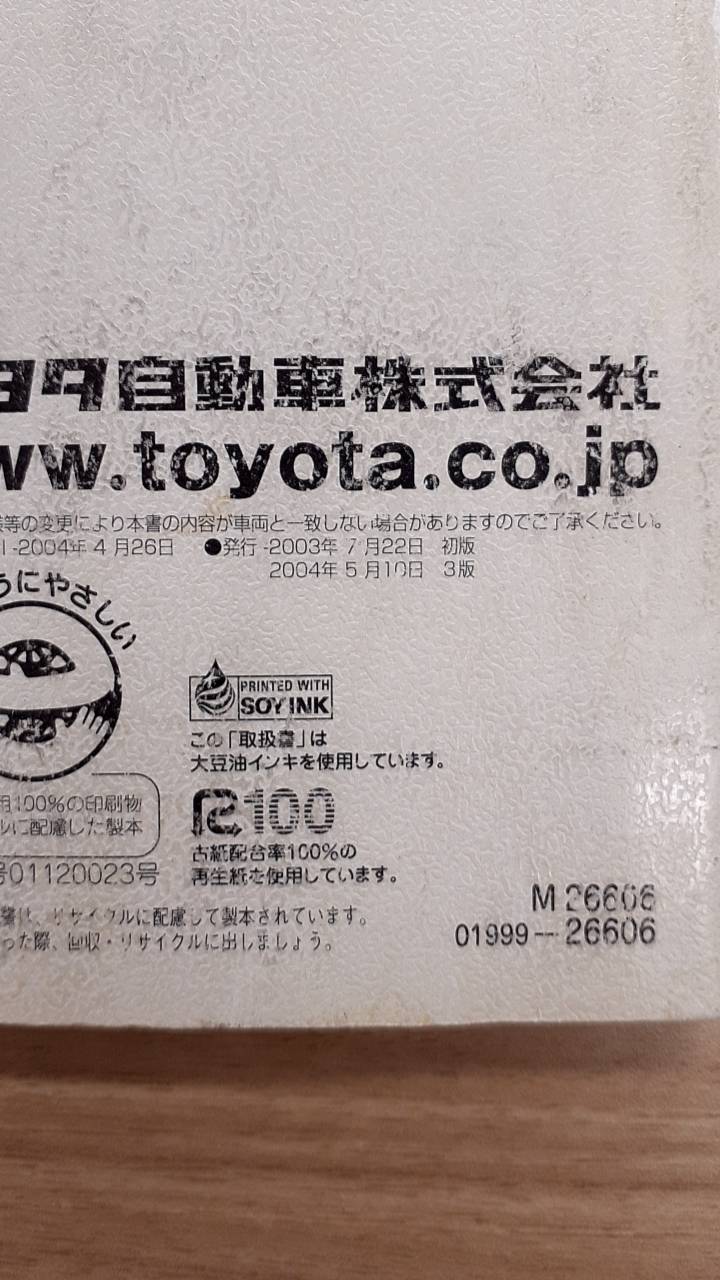 ヨタ自動車株式会社
ww.toyota.co.jp
等の変更により本書の内容が車両と一致しない場合がありますのでご了承ください。
-2004年 4 月26日 ●発行 -2003年 7 月22日 初版
2004年 5 月10日 3版
うにやさしい
PRINTED WITH
SOY INK
この「取扱書」は
大豆油インキを使用しています。
100%の印刷物
ルに配慮した製本
R100
古紙配合率100%の
再生紙を使用しています。
号01120023号
書は、リサイクルに配慮して製本されています。
った際、回収・リサイクルに出しましょう。
M 26606
01999－26606